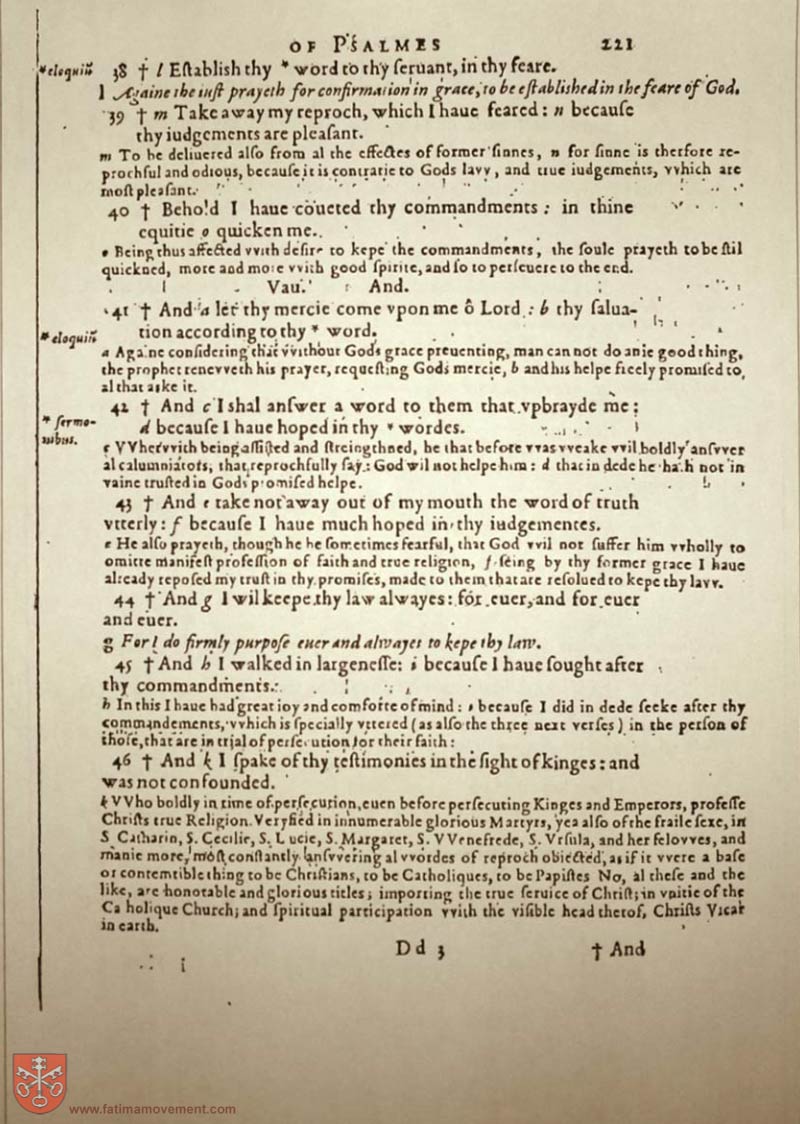 OF PSALMES 221
*eloquiū 38 † l Eſtabliſh thy * word to thy ſeruant, in thy feare.
l Againe the iuſt prayeth for confirmation in grace, to be eſtabliſhed in the feare of God.
39 † m Take away my reproch, which I haue feared: n becauſe
thy iudgements are pleaſant.
m To be deliuered alſo from al the effectes of former ſinnes, n for ſinne is therfore re-
prochful and odious, becauſe it is contrarie to Gods lavv, and true iudgements, vvhich are
moſt pleaſant.
40 † Behold I haue coueted thy commandments: in thine
equitie o quicken me.
• Being thus affected vvith deſire to kepe the commandments, the ſoule prayeth to be ſtil
quickned, more and more vvith good ſpirite, and ſo to perſeuere to the end.
Vau. And.
41 † And a let thy mercie come vpon me ô Lord: b thy ſalua-
*eloquiū tion according to thy * word.
a Againe conſidering that vvithout Gods grace preuenting, man can not do anie good thing,
the prophet renevveth his prayer, requeſting Gods mercie, b and his helpe freely promiſed to
al that aske it.
42 † And c I shal anſwer a word to them that vpbrayde me:
*ſermo-
nibus. d becauſe I haue hoped in thy * wordes.
c VVhervvith being aſſiſted and ſtreingthned, he that before vvas vveake vvil boldly anſvver
al calumniators, that reprochfully ſay: God wil not helpe him: d that in dede he hath not in
vaine truſted in Gods promiſed helpe.
43 † And e take not away out of my mouth the word of truth
vtterly: f becauſe I haue much hoped in thy iudgementes.
e He alſo prayeth, though he be ſometimes fearful, that God vvil not ſuffer him vvholly to
omitte manifeſt profeſſion of faith and true religion, f ſeing by thy former grace I haue
already repoſed my truſt in thy promiſes, made to them that are reſolued to kepe thy lavv.
44 † And g I wil keepe thy law alwayes: for euer, and for euer
and euer.
g For I do firmly purpoſe euer and alwayes to kepe thy law.
45 † And h I walked in largeneſſe: i becauſe I haue ſought after
thy commandments.
h In this I haue had great ioy and comforte of mind: i becauſe I did in dede ſeeke after thy
commandements, vvhich is ſpecially vttered (as alſo the three next verſes) in the perſon of
thoſe, that are in trial of perſecution for their faith:
46 † And k I ſpake of thy teſtimonies in the ſight of kinges: and
was not confounded.
k VVho boldly in time of perſecution, euen before perſecuting Kinges and Emperors, profeſſe
Chriſts true Religion. Veryfied in innumerable glorious Martyrs, yea alſo of the fraile ſexe, in
S. Catharin, S. Cecilie, S. Lucie, S. Margaret, S. VVenefrede, S. Vrſula, and her felovves, and
manie more, moſt conſtantly anſvvering al vvordes of reproch obiected, as if it vvere a baſe
or contemtible thing to be Chriſtians, to be Catholiques, to be Papiſtes No, al theſe and the
like, are honorable and glorious titles; importing the true ſeruice of Chriſt; in vnitie of the
Catholique Church; and ſpiritual participation vvith the viſible head therof, Chriſts Vicar
in earth.
Dd 3 † And
www.fatimamovement.com